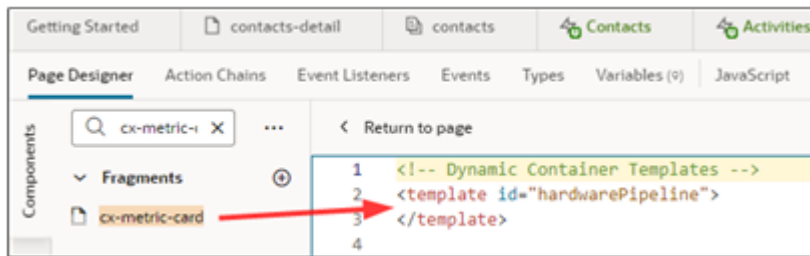 Getting Started contacts-detail contacts Contacts Activities
Page Designer Action Chains Event Listeners Events Types Variables (9) JavaScript
Components
cx-metric-
Return to page
Fragments
cx-metric-card
1 <!-- Dynamic Container Templates -->
2 <template id="hardwarePipeline">
3 </template>
4